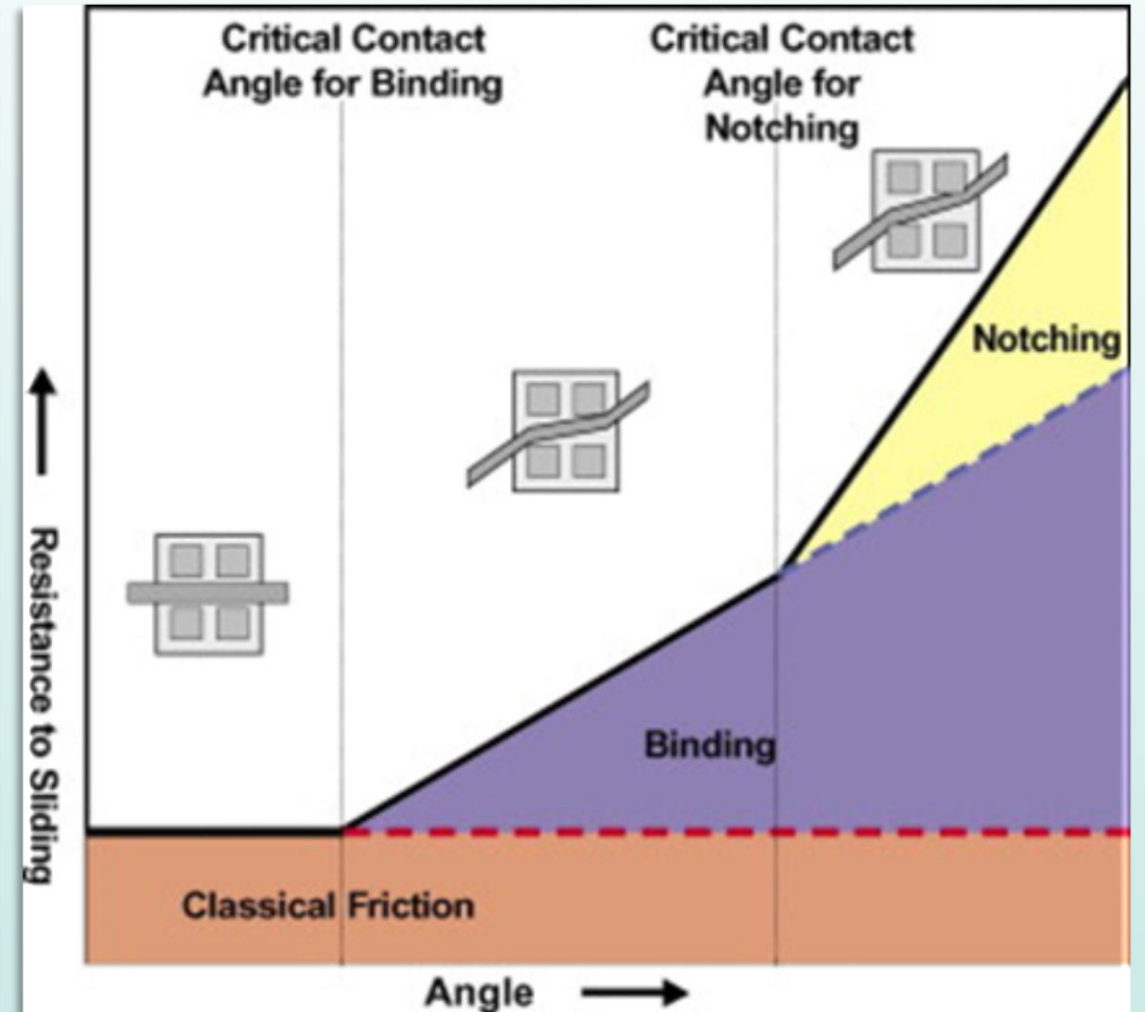 Critical Contact
Angle for Binding
Critical Contact
Angle for
Notching
Notching
Binding
Classical Friction
Resistance to Sliding
Angle